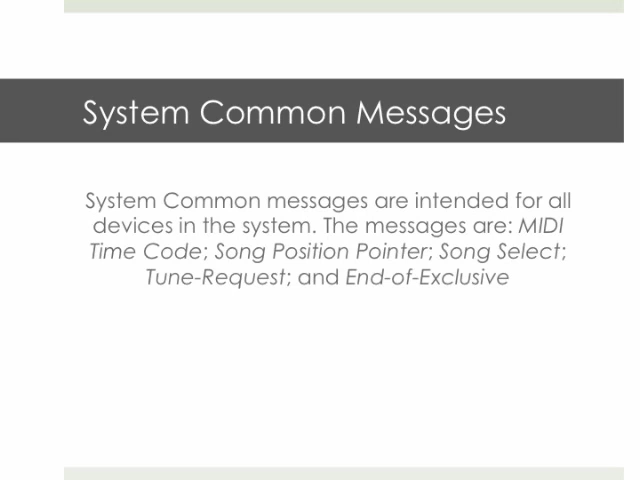 System Common Messages
System Common messages are intended for all
devices in the system. The messages are: MIDI
Time Code; Song Position Pointer; Song Select;
Tune-Request; and End-of-Exclusive